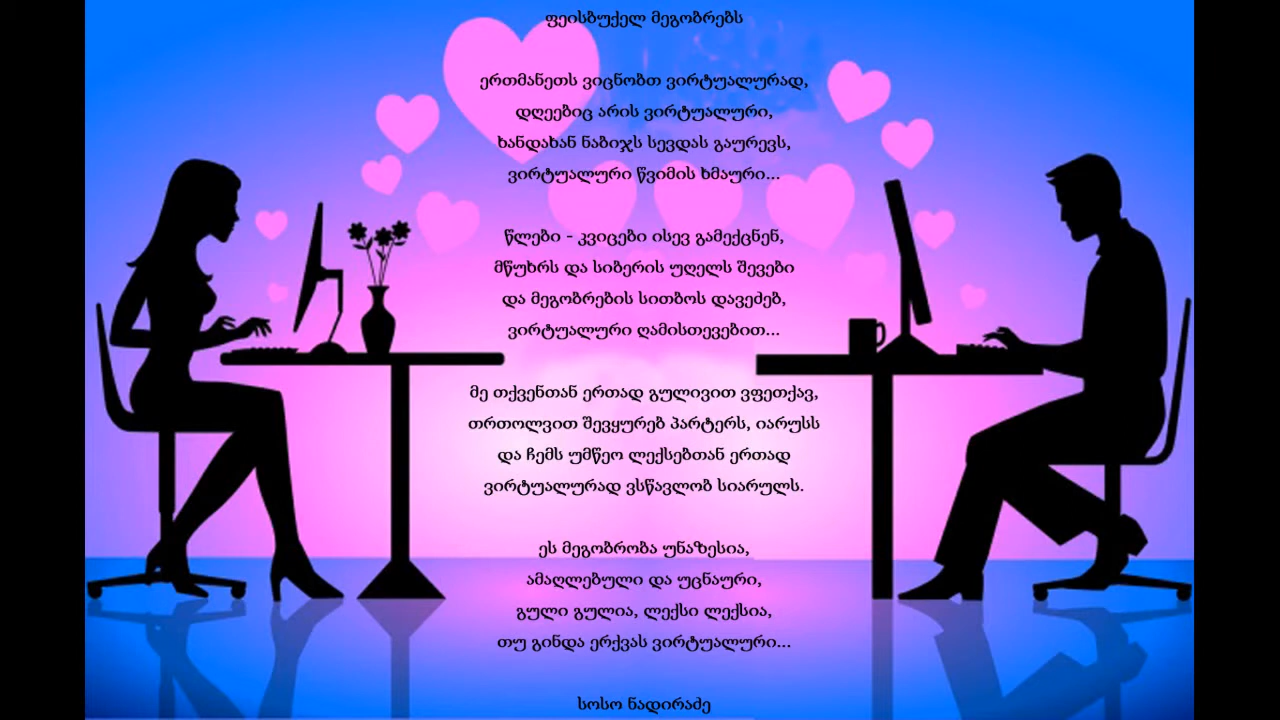 ფეისბუქელ მეგობრებს
ერთმანეთს ვიცნობთ ვირტუალურად,
დღეებიც არის ვირტუალური,
ხანდახან ნაბიჯს სევდას გაურევს,
ვირტუალური წვიმის ხმაური...
წლები - კვიცები ისევ გამექცნენ,
მწუხრს და სიბერის უღელს შევები
და მეგობრების სითბოს დავეძებ,
ვირტუალური ღამისთევებით...
მე თქვენთან ერთად გულივით ვფეთქავ,
თრთოლვით შევყურებ პარტერს, იარუსს
და ჩემს უმწეო ლექსებთან ერთად
ვირტუალურად ვსწავლობ სიარულს.
ეს მეგობრობა უნაზესია,
ამაღლებული და უცნაური,
გული გულია, ლექსი ლექსია,
თუ გინდა ერქვას ვირტუალური...
სოსო ნადირაძე